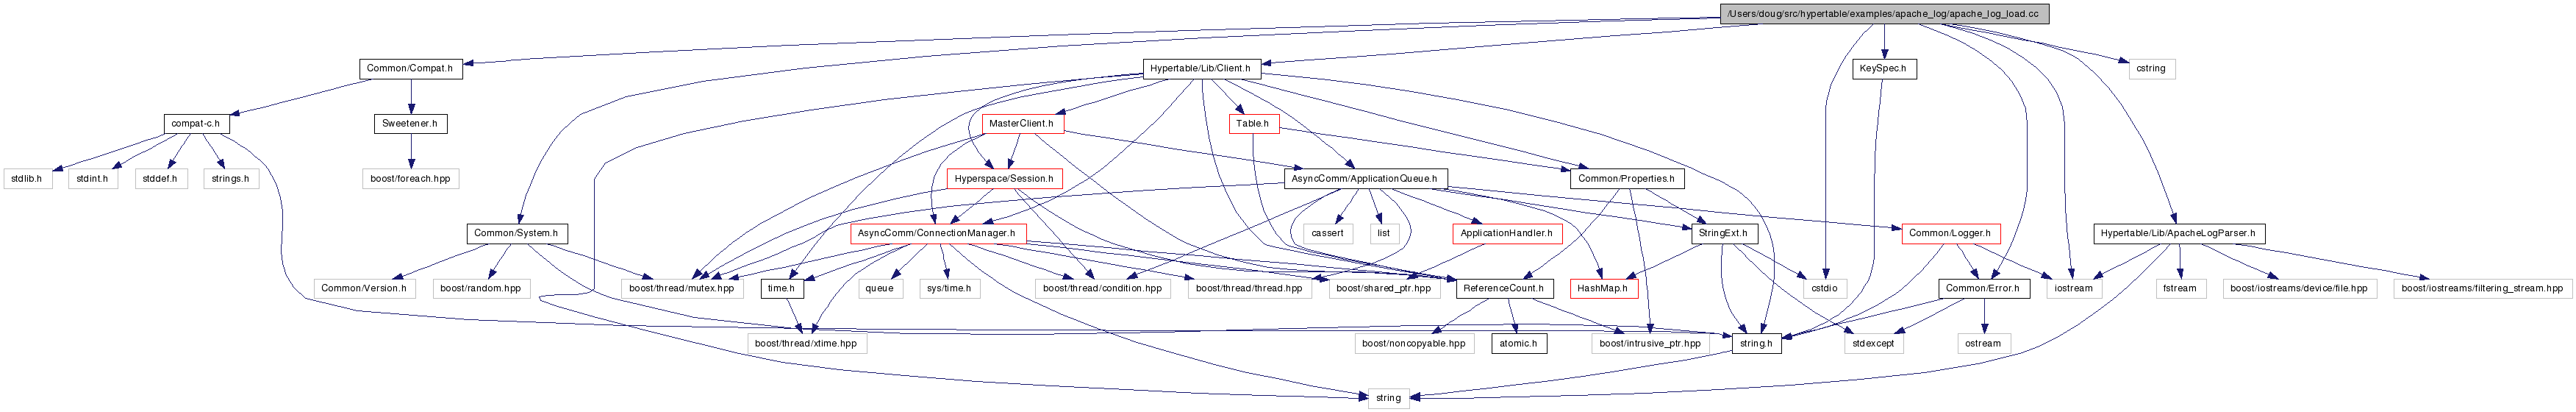 /Users/doug/src/hypertable/examples/apache_log/apache_log_load.cc
Common/Compat.h
Hypertable/Lib/Client.h
KeySpec.h
cstring
compat-c.h
Sweetener.h
MasterClient.h
Table.h
stdlib.h
stdint.h
stddef.h
strings.h
boost/foreach.hpp
Hyperspace/Session.h
AsyncComm/ApplicationQueue.h
Common/Properties.h
Common/System.h
AsyncComm/ConnectionManager.h
cassert
list
ApplicationHandler.h
StringExt.h
Common/Logger.h
Hypertable/Lib/ApacheLogParser.h
Common/Version.h
boost/random.hpp
boost/thread/mutex.hpp
time.h
queue
sys/time.h
boost/thread/condition.hpp
boost/thread/thread.hpp
boost/shared_ptr.hpp
ReferenceCount.h
HashMap.h
cstdio
Common/Error.h
iostream
fstream
boost/iostreams/device/file.hpp
boost/iostreams/filtering_stream.hpp
boost/thread/xtime.hpp
boost/noncopyable.hpp
atomic.h
boost/intrusive_ptr.hpp
string.h
stdexcept
ostream
string